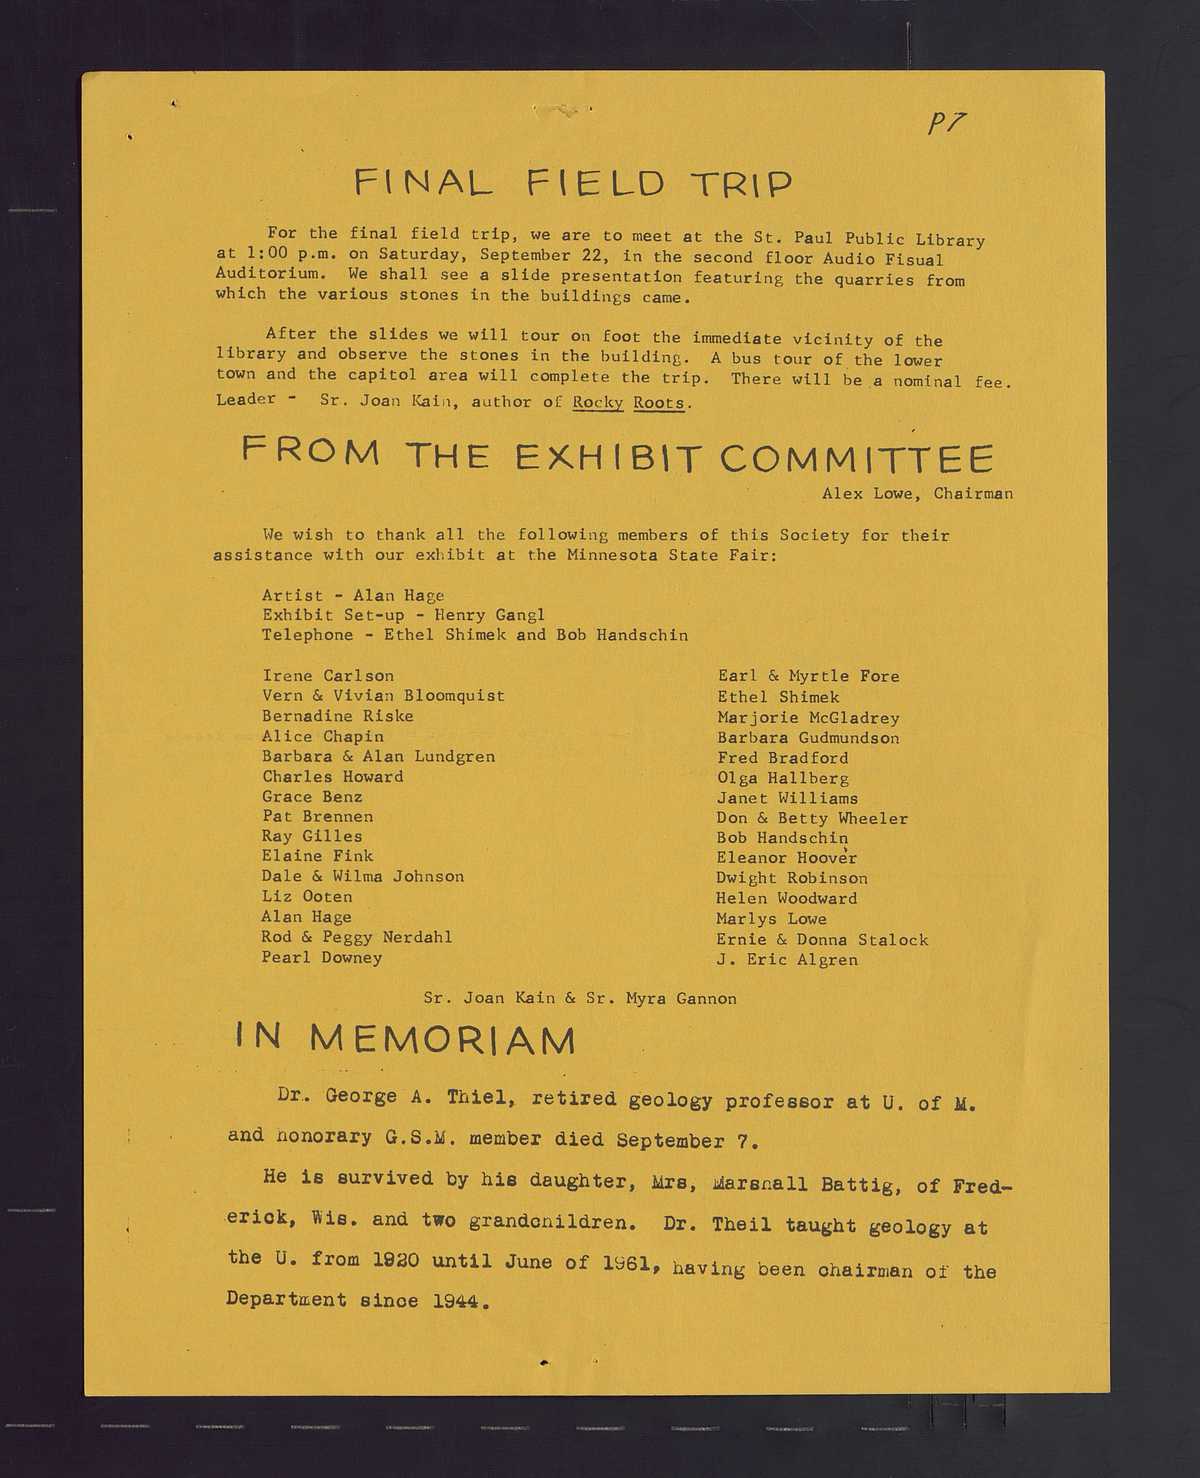 P7
FINAL FIELD TRIP
For the final field trip, we are to meet at the St. Paul Public Library
at 1:00 p.m. on Saturday, September 22, in the second floor Audio Fisual
Auditorium. We shall see a slide presentation featuring the quarries from
which the various stones in the buildings came.
After the slides we will tour on foot the immediate vicinity of the
library and observe the stones in the building. A bus tour of the lower
town and the capitol area will complete the trip. There will be a nominal fee.
Leader - Sr. Joan Kain, author of Rocky Roots.
FROM THE EXHIBIT COMMITTEE
Alex Lowe, Chairman
We wish to thank all the following members of this Society for their
assistance with our exhibit at the Minnesota State Fair:
Artist - Alan Hage
Exhibit Set-up - Henry Gangl
Telephone - Ethel Shimek and Bob Handschin
Irene Carlson
Vern & Vivian Bloomquist
Bernadine Riske
Alice Chapin
Barbara & Alan Lundgren
Charles Howard
Grace Benz
Pat Brennen
Ray Gilles
Elaine Fink
Dale & Wilma Johnson
Liz Ooten
Alan Hage
Rod & Peggy Nerdahl
Pearl Downey
Earl & Myrtle Fore
Ethel Shimek
Marjorie McGladrey
Barbara Gudmundson
Fred Bradford
Olga Hallberg
Janet Williams
Don & Betty Wheeler
Bob Handschin
Eleanor Hoover
Dwight Robinson
Helen Woodward
Marlys Lowe
Ernie & Donna Stalock
J. Eric Algren
Sr. Joan Kain & Sr. Myra Gannon
IN MEMORIAM
Dr. George A. Thiel, retired geology professor at U. of M.
and honorary G.S.M. member died September 7.
He is survived by his daughter, Mrs, Marshall Battig, of Fred-
erick, Wis. and two grandchildren. Dr. Theil taught geology at
the U. from 1920 until June of 1961, having been chairman of the
Department since 1944.